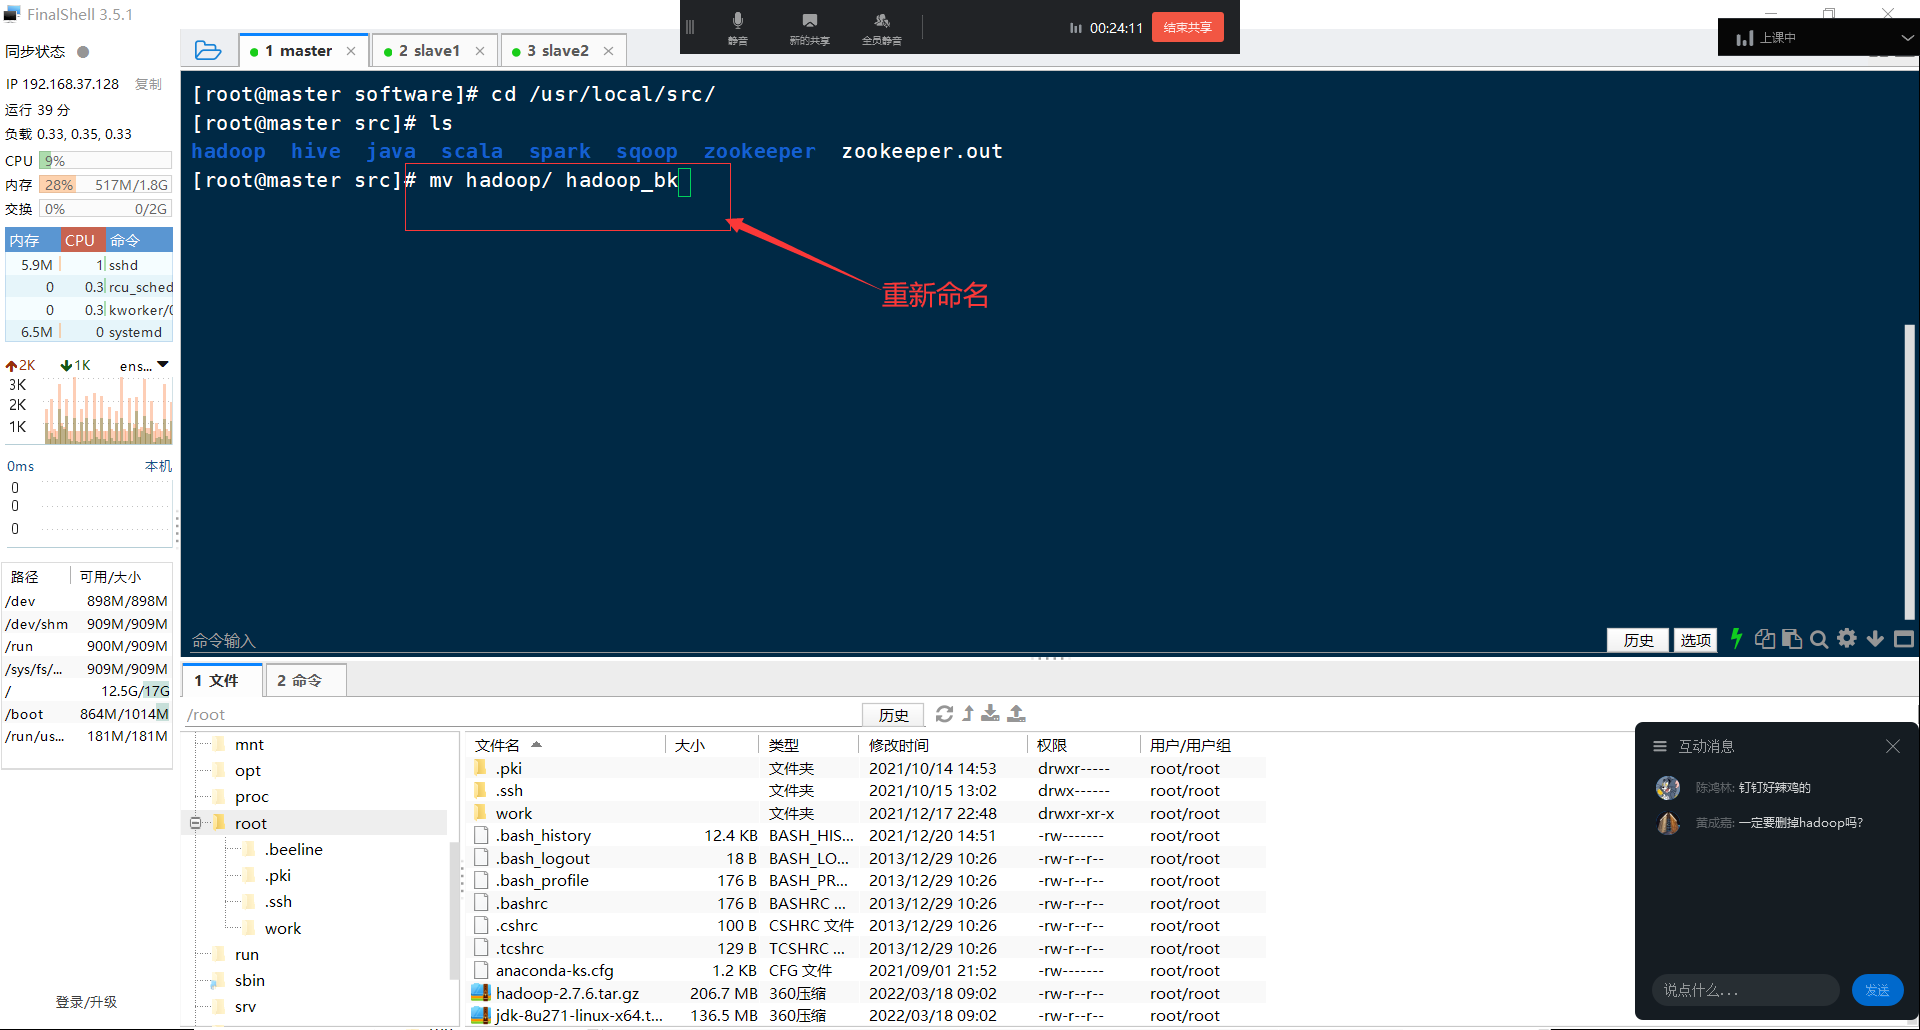 FinalShell 3.5.1
静音
新的共享
全员静音
00:24:11
结束共享
上课中
同步状态
1 master
2 slave1
3 slave2
IP 192.168.37.128 复制
运行 39 分
负载 0.33, 0.35, 0.33
CPU 9%
内存 28% 517M/1.8G
交换 0% 0/2G
内存 CPU 命令
5.9M 1 sshd
0 0.3 rcu_sched
0 0.3 kworker/0
6.5M 0 systemd
2K 1K ens...
3K
2K
1K
0ms 本机
0
0
0
路径 可用/大小
/dev 898M/898M
/dev/shm 909M/909M
/run 900M/909M
/sys/fs/... 909M/909M
/ 12.5G/17G
/boot 864M/1014M
/run/us... 181M/181M
登录/升级
[root@master software]# cd /usr/local/src/
[root@master src]# ls
hadoop hive java scala spark sqoop zookeeper zookeeper.out
[root@master src]# mv hadoop/ hadoop_bk
重新命名
命令输入
历史 选项
1 文件 2 命令
/root 历史
mnt
opt
proc
root
.beeline
.pki
.ssh
work
run
sbin
srv
文件名 大小 类型 修改时间 权限 用户/用户组
.pki 文件夹 2021/10/14 14:53 drwxr----- root/root
.ssh 文件夹 2021/10/15 13:02 drwx------ root/root
work 文件夹 2021/12/17 22:48 drwxr-xr-x root/root
.bash_history 12.4 KB BASH_HIS... 2021/12/20 14:51 -rw------- root/root
.bash_logout 18 B BASH_LO... 2013/12/29 10:26 -rw-r--r-- root/root
.bash_profile 176 B BASH_PR... 2013/12/29 10:26 -rw-r--r-- root/root
.bashrc 176 B BASHRC ... 2013/12/29 10:26 -rw-r--r-- root/root
.cshrc 100 B CSHRC 文件 2013/12/29 10:26 -rw-r--r-- root/root
.tcshrc 129 B TCSHRC ... 2013/12/29 10:26 -rw-r--r-- root/root
anaconda-ks.cfg 1.2 KB CFG 文件 2021/09/01 21:52 -rw------- root/root
hadoop-2.7.6.tar.gz 206.7 MB 360压缩 2022/03/18 09:02 -rw-r--r-- root/root
jdk-8u271-linux-x64.t... 136.5 MB 360压缩 2022/03/18 09:02 -rw-r--r-- root/root
互动消息
陈鸿林: 钉钉好辣鸡的
黄成嘉: 一定要删掉hadoop吗?
说点什么...
发送